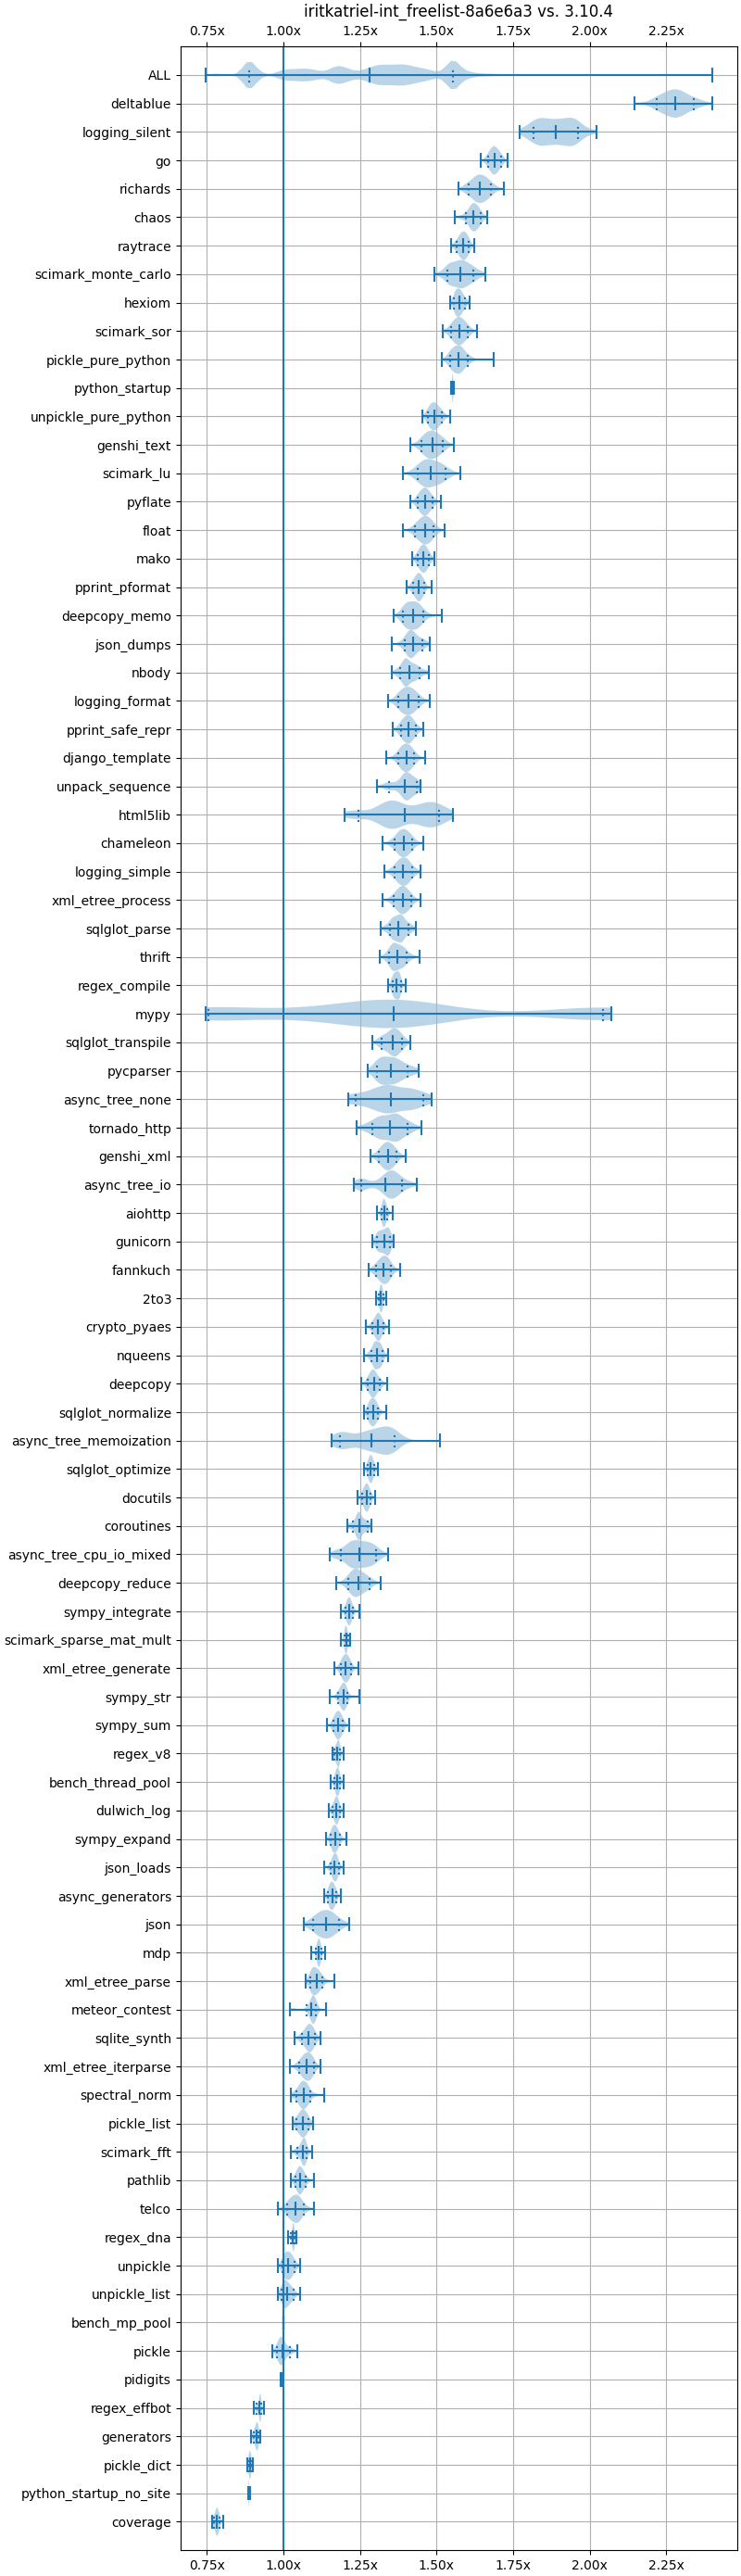 iritkatriel-int_freelist-8a6e6a3 vs. 3.10.4
0.75x 1.00x 1.25x 1.50x 1.75x 2.00x 2.25x
ALL
deltablue
logging_silent
go
richards
chaos
raytrace
scimark_monte_carlo
hexiom
scimark_sor
pickle_pure_python
python_startup
unpickle_pure_python
genshi_text
scimark_lu
pyflate
float
mako
pprint_pformat
deepcopy_memo
json_dumps
nbody
logging_format
pprint_safe_repr
django_template
unpack_sequence
html5lib
chameleon
logging_simple
xml_etree_process
sqlglot_parse
thrift
regex_compile
mypy
sqlglot_transpile
pycparser
async_tree_none
tornado_http
genshi_xml
async_tree_io
aiohttp
gunicorn
fannkuch
2to3
crypto_pyaes
nqueens
deepcopy
sqlglot_normalize
async_tree_memoization
sqlglot_optimize
docutils
coroutines
async_tree_cpu_io_mixed
deepcopy_reduce
sympy_integrate
scimark_sparse_mat_mult
xml_etree_generate
sympy_str
sympy_sum
regex_v8
bench_thread_pool
dulwich_log
sympy_expand
json_loads
async_generators
json
mdp
xml_etree_parse
meteor_contest
sqlite_synth
xml_etree_iterparse
spectral_norm
pickle_list
scimark_fft
pathlib
telco
regex_dna
unpickle
unpickle_list
bench_mp_pool
pickle
pidigits
regex_effbot
generators
pickle_dict
python_startup_no_site
coverage
0.75x 1.00x 1.25x 1.50x 1.75x 2.00x 2.25x